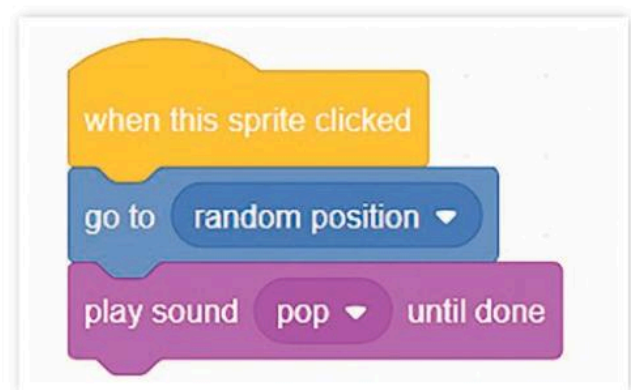 when this sprite clicked
go to random position
play sound pop until done